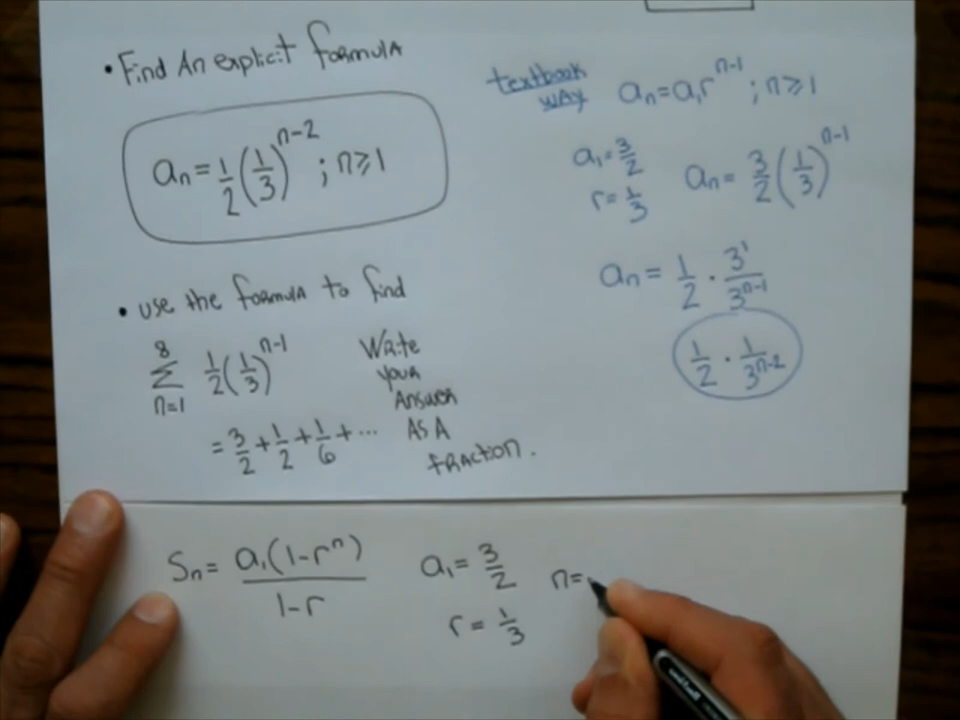 • Find An explicit formula
aₙ = 1/2 (1/3)ⁿ⁻² ; n ≥ 1
textbook way
aₙ = a₁rⁿ⁻¹ ; n ≥ 1
a₁ = 3/2
r = 1/3
aₙ = 3/2 (1/3)ⁿ⁻¹
aₙ = 1/2 · 3¹/3ⁿ⁻¹
1/2 · 1/3ⁿ⁻²
• use the formula to find
8
Σ 1/2 (1/3)ⁿ⁻¹
n=1
= 3/2 + 1/2 + 1/6 + ...
Write
your
Answer
AS A
fraction.
Sₙ = a₁(1-rⁿ)/1-r
a₁ = 3/2
r = 1/3
n=